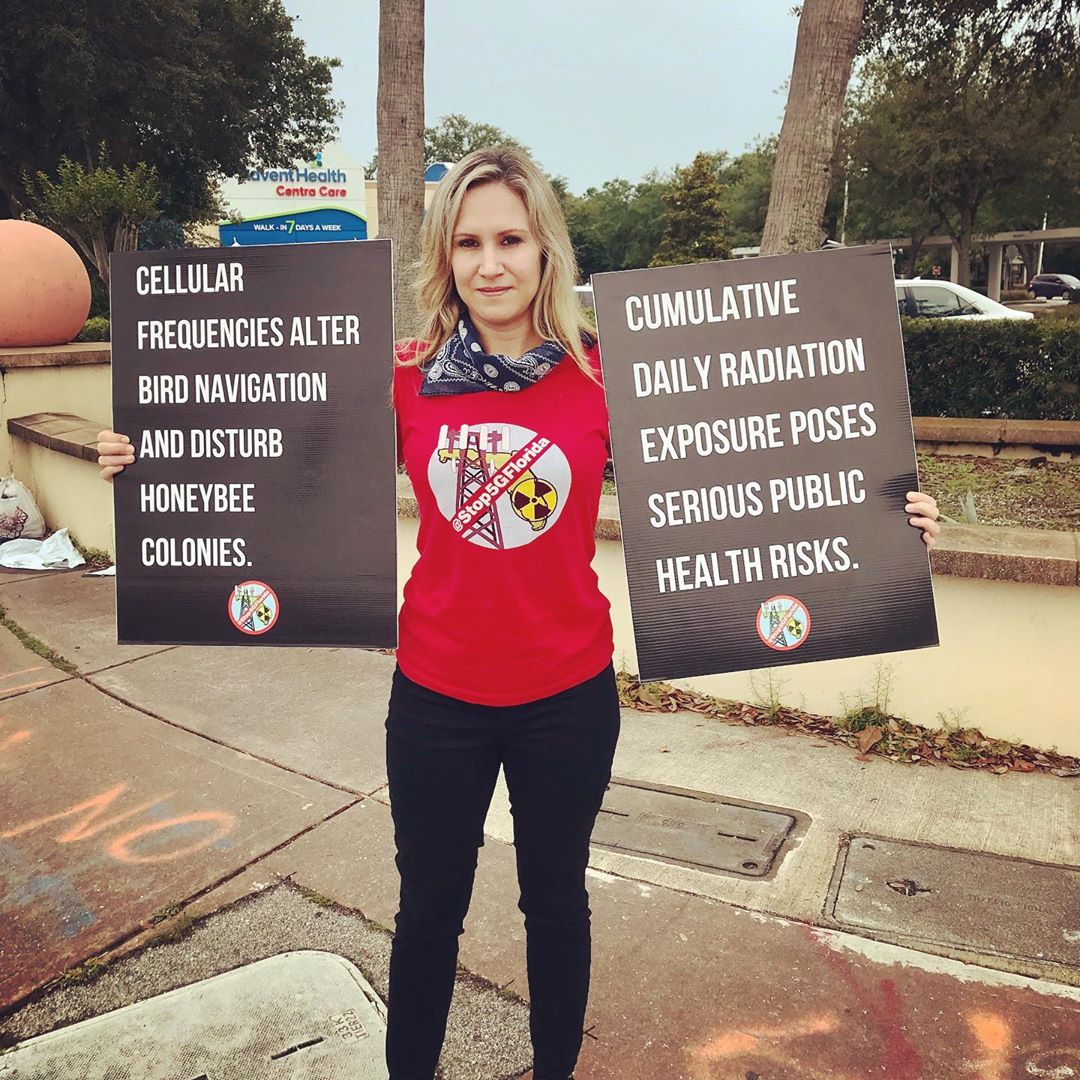 ventHealth
Centra Care
WALK-IN 7 DAYS A WEEK
CELLULAR
FREQUENCIES ALTER
BIRD NAVIGATION
AND DISTURB
HONEYBEE
COLONIES.
CUMULATIVE
DAILY RADIATION
EXPOSURE POSES
SERIOUS PUBLIC
HEALTH RISKS.
@Stop5GFlorida
NO